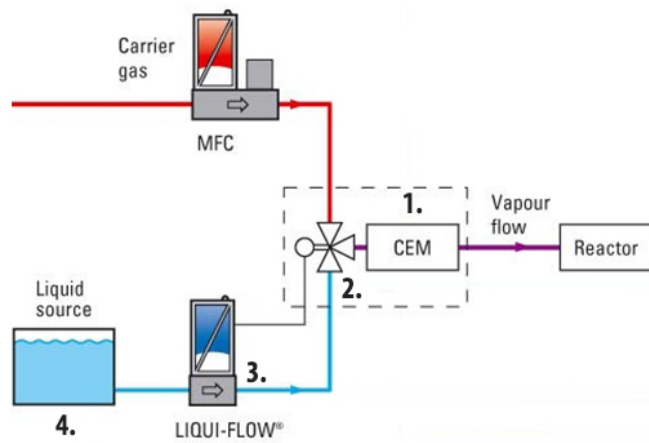 Carrier
gas
MFC
1.
Vapour
flow
CEM
Reactor
2.
Liquid
source
3.
4.
LIQUI-FLOW®